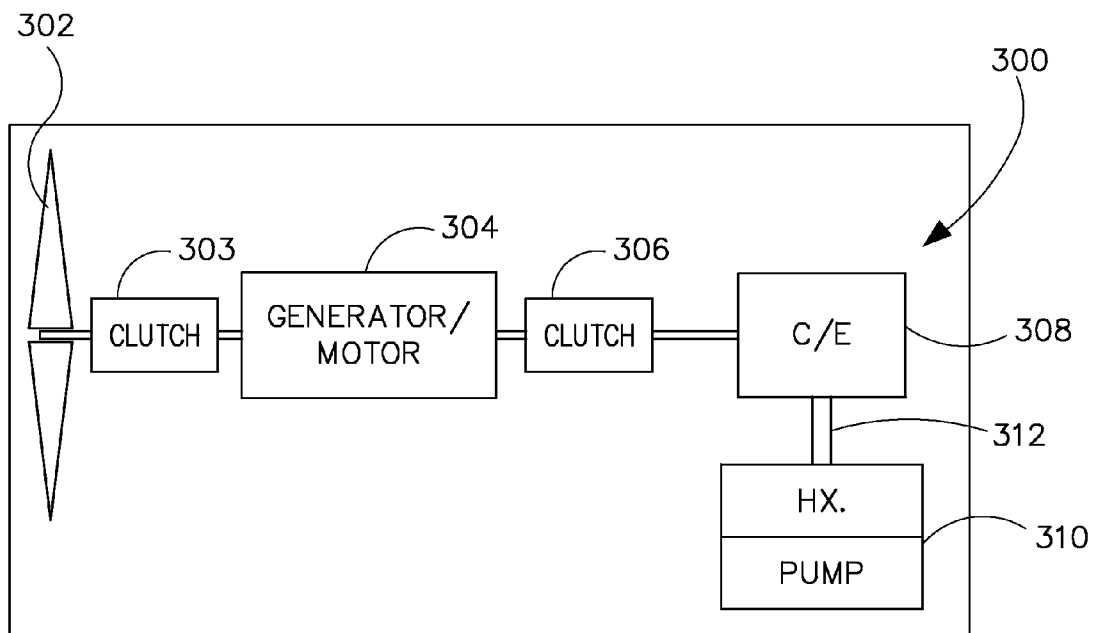 302
300
303
304
306
CLUTCH
GENERATOR/
MOTOR
CLUTCH
C/E
308
312
HX.
310
PUMP